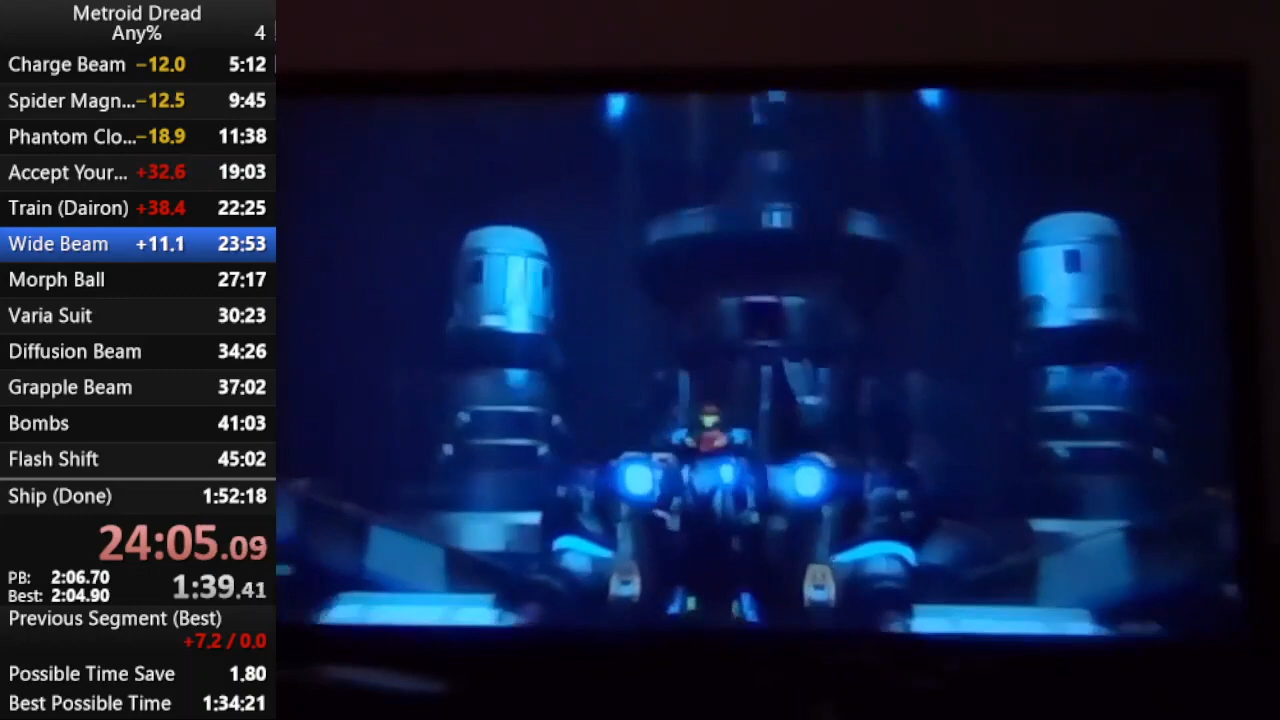 Metroid Dread
Any% 4
Charge Beam −12.0 5:12
Spider Magn... −12.5 9:45
Phantom Clo... −18.9 11:38
Accept Your... +32.6 19:03
Train (Dairon) +38.4 22:25
Wide Beam +11.1 23:53
Morph Ball 27:17
Varia Suit 30:23
Diffusion Beam 34:26
Grapple Beam 37:02
Bombs 41:03
Flash Shift 45:02
Ship (Done) 1:52:18
24:05.09
PB: 2:06.70
Best: 2:04.90 1:39.41
Previous Segment (Best)
+7.2 / 0.0
Possible Time Save 1.80
Best Possible Time 1:34:21